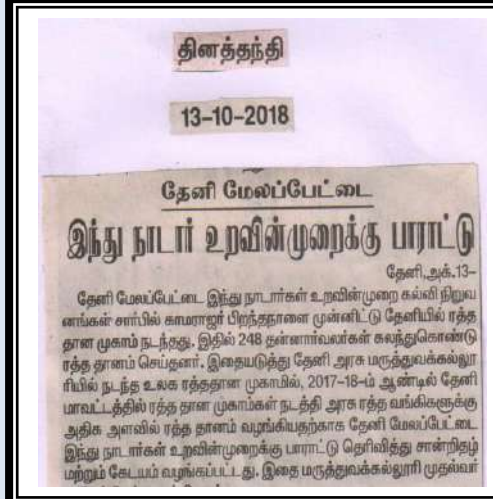 தினத்தந்தி
13-10-2018
தேனி மேலப்பேட்டை
இந்து நாடார் உறவின்முறைக்கு பாராட்டு
தேனி,அக்.13-
தேனி மேலப்பேட்டை இந்து நாடார்கள் உறவின்முறை கல்வி நிறுவ
னங்கள் சார்பில் காமராஜர் பிறந்தநாளை முன்னிட்டு தேனியில் ரத்த
தான முகாம் நடந்தது. இதில் 248 தன்னார்வலர்கள் கலந்துகொண்டு
ரத்த தானம் செய்தனர். இதையடுத்து தேனி அரசு மருத்துவக்கல்லூ
ரியில் நடந்த உலக ரத்ததான முகாமில், 2017-18-ம் ஆண்டில் தேனி
மாவட்டத்தில் ரத்த தான முகாம்கள் நடத்தி அரசு ரத்த வங்கிகளுக்கு
அதிக அளவில் ரத்த தானம் வழங்கியதற்காக தேனி மேலப்பேட்டை
இந்து நாடார்கள் உறவின்முறைக்கு பாராட்டு தெரிவித்து சான்றிதழ்
மற்றும் கேடயம் வழங்கப்பட்டது. இதை மருத்துவக்கல்லூரி முதல்வர்